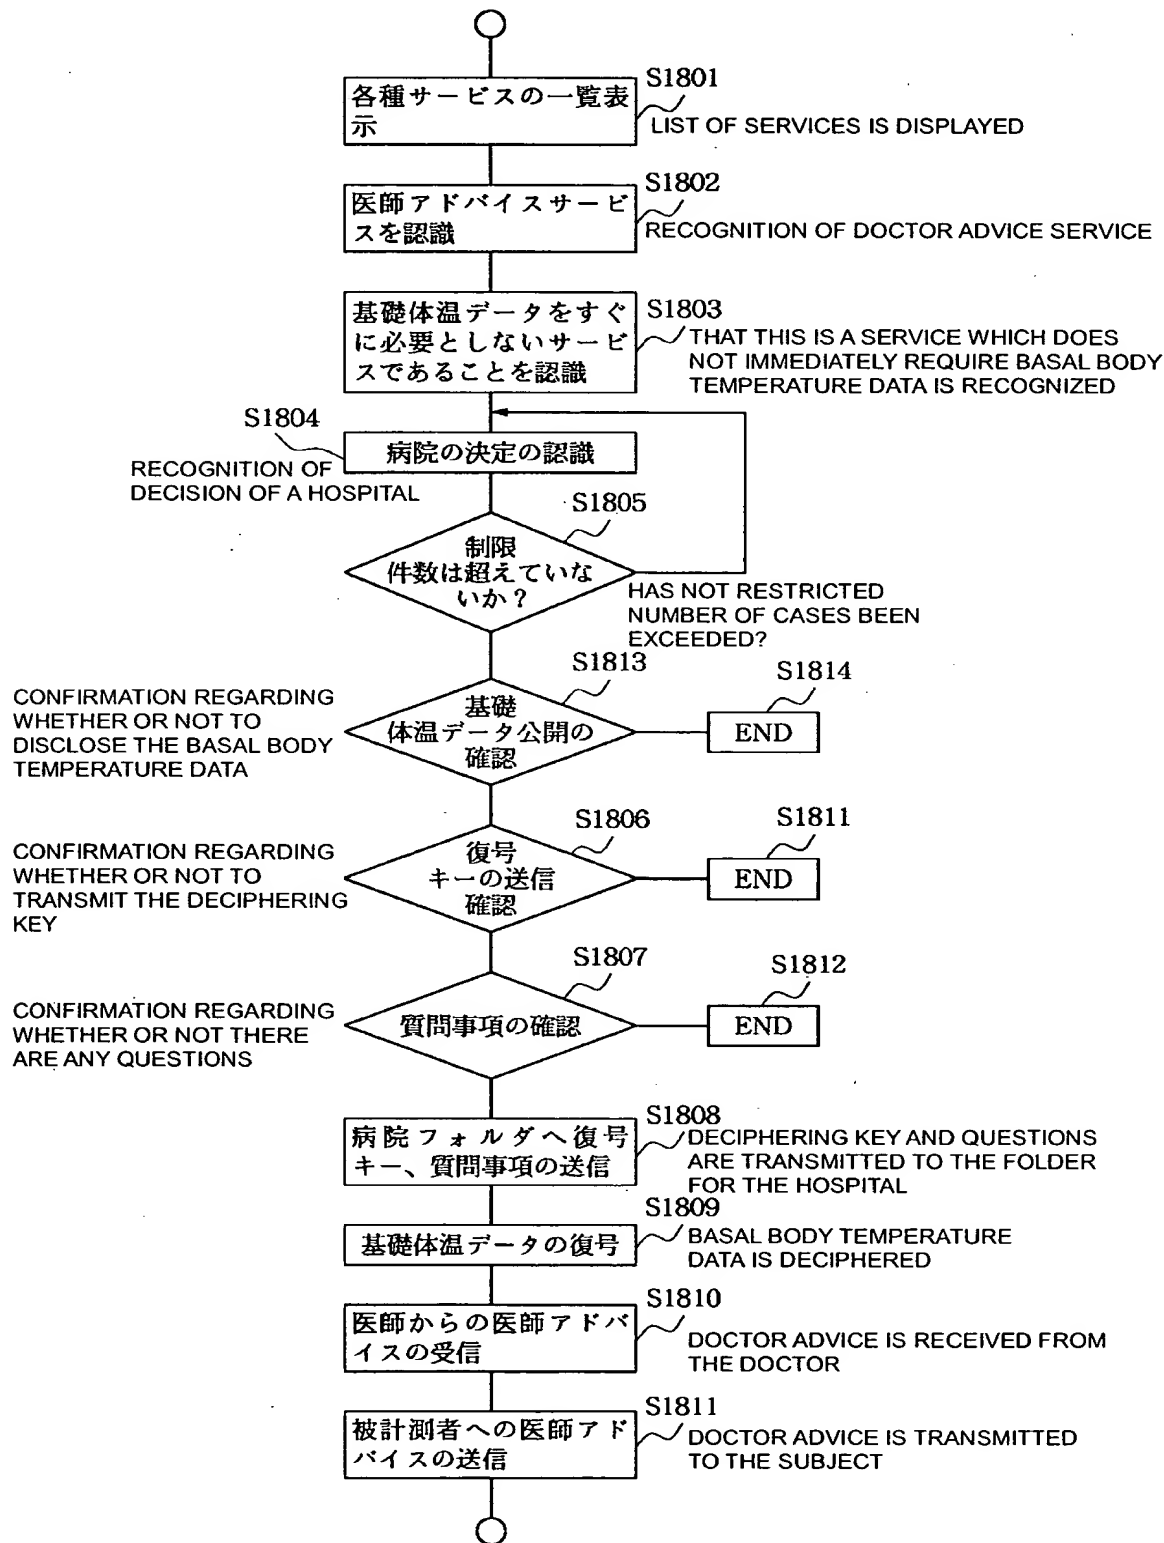 S1801
各種サービスの一覧表
示
LIST OF SERVICES IS DISPLAYED
S1802
医師アドバイスサービ
スを認識
RECOGNITION OF DOCTOR ADVICE SERVICE
S1803
基礎体温データをすぐ
に必要としないサービ
スであることを認識
THAT THIS IS A SERVICE WHICH DOES
NOT IMMEDIATELY REQUIRE BASAL BODY
TEMPERATURE DATA IS RECOGNIZED
S1804
病院の決定の認識
RECOGNITION OF
DECISION OF A HOSPITAL
S1805
制限
件数は超えていな
いか？
HAS NOT RESTRICTED
NUMBER OF CASES BEEN
EXCEEDED?
S1813
基礎
体温データ公開の
確認
CONFIRMATION REGARDING
WHETHER OR NOT TO
DISCLOSE THE BASAL BODY
TEMPERATURE DATA
S1814
END
S1806
復号
キーの送信
確認
CONFIRMATION REGARDING
WHETHER OR NOT TO
TRANSMIT THE DECIPHERING
KEY
S1811
END
S1807
質問事項の確認
CONFIRMATION REGARDING
WHETHER OR NOT THERE
ARE ANY QUESTIONS
S1812
END
S1808
病院フォルダへ復号
キー、質問事項の送信
DECIPHERING KEY AND QUESTIONS
ARE TRANSMITTED TO THE FOLDER
FOR THE HOSPITAL
S1809
基礎体温データの復号
BASAL BODY TEMPERATURE
DATA IS DECIPHERED
S1810
医師からの医師アドバ
イスの受信
DOCTOR ADVICE IS RECEIVED FROM
THE DOCTOR
S1811
被計測者への医師アド
バイスの送信
DOCTOR ADVICE IS TRANSMITTED
TO THE SUBJECT